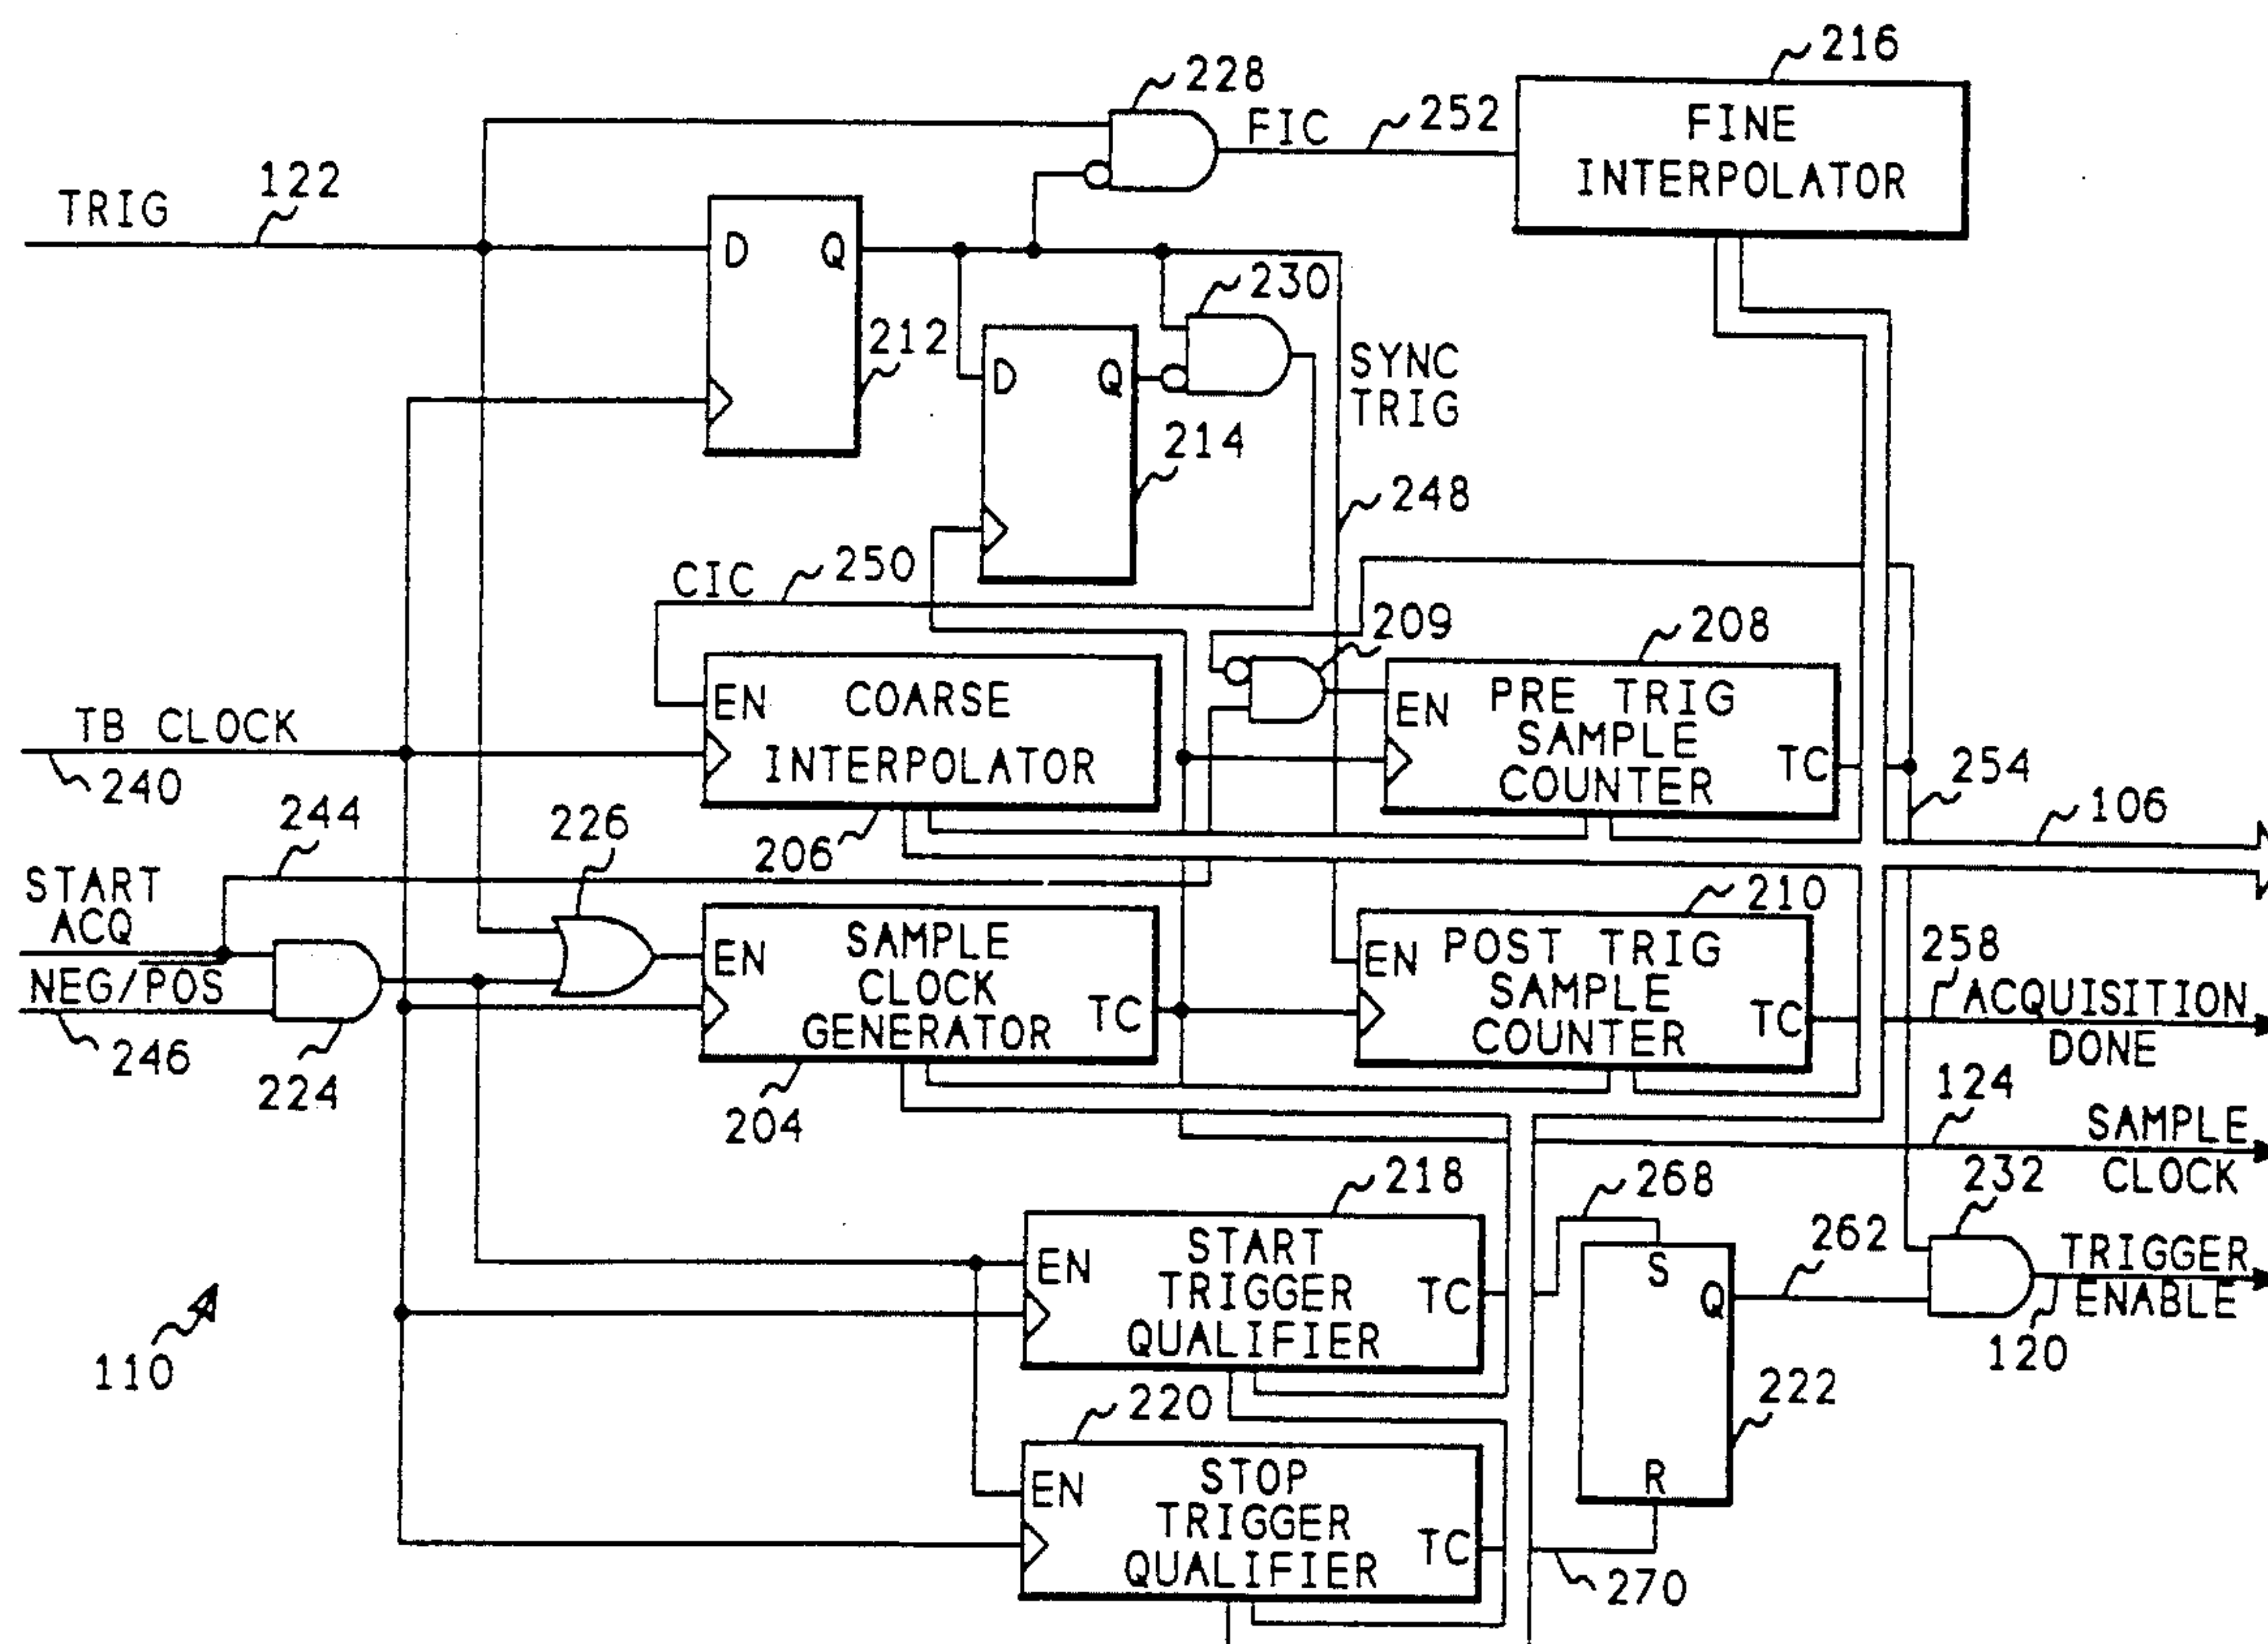 216
228
FIC
252
FINE
INTERPOLATOR
TRIG
122
D
Q
230
212
D
Q
SYNC
TRIG
214
248
CIC
250
209
208
EN
COARSE
INTERPOLATOR
EN
PRE TRIG
SAMPLE
COUNTER
TC
TB CLOCK
240
254
106
244
226
206
START
ACQ
NEG/POS
246
224
EN
SAMPLE
CLOCK
GENERATOR
TC
204
210
EN
POST TRIG
SAMPLE
COUNTER
TC
258
ACQUISITION
DONE
124
SAMPLE
CLOCK
218
268
232
EN
START
TRIGGER
QUALIFIER
TC
S
Q
262
TRIGGER
ENABLE
120
110
220
222
EN
STOP
TRIGGER
QUALIFIER
TC
R
270